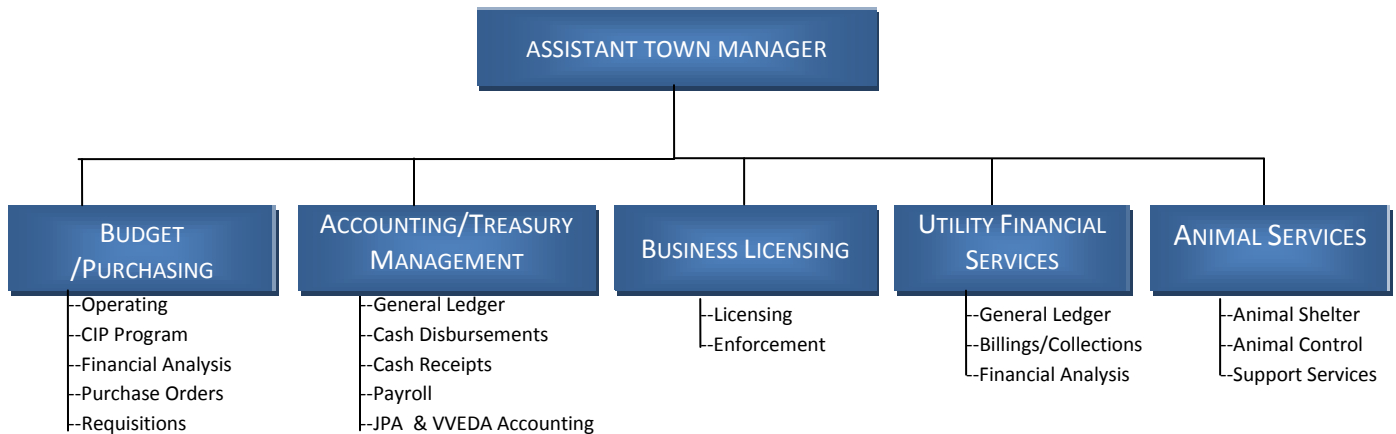 ASSISTANT TOWN MANAGER
BUDGET
/PURCHASING
--Operating
--CIP Program
--Financial Analysis
--Purchase Orders
--Requisitions
ACCOUNTING/TREASURY
MANAGEMENT
--General Ledger
--Cash Disbursements
--Cash Receipts
--Payroll
--JPA & VVEDA Accounting
BUSINESS LICENSING
--Licensing
--Enforcement
UTILITY FINANCIAL
SERVICES
--General Ledger
--Billings/Collections
--Financial Analysis
ANIMAL SERVICES
--Animal Shelter
--Animal Control
--Support Services